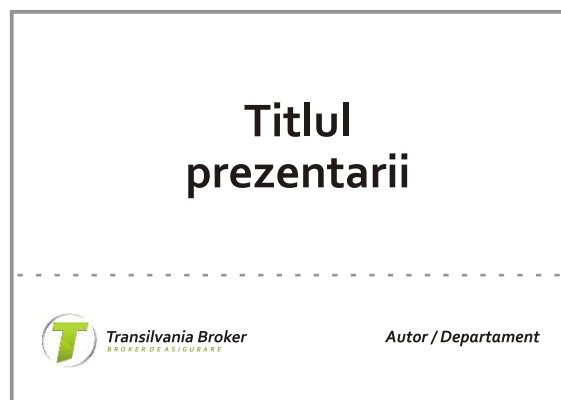 Titlul
prezentarii
Transilvania Broker
BROKER DE ASIGURARE
Autor / Departament